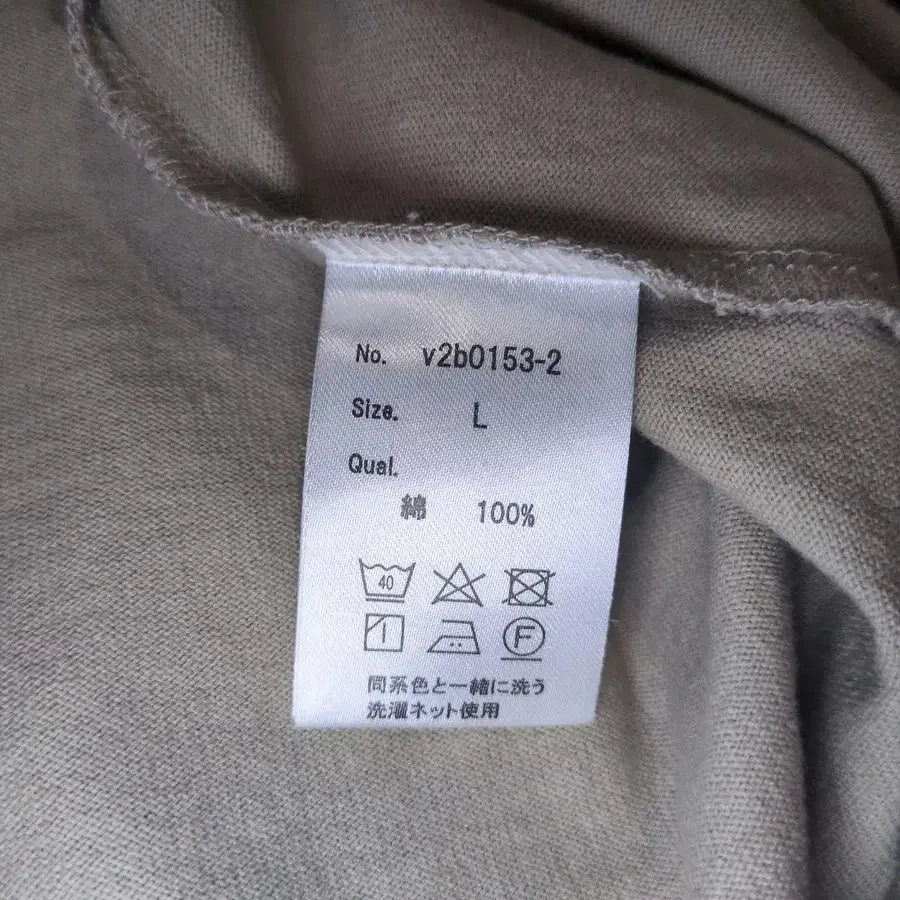 No. v2b0153-2
Size. L
Qual.
綿 100%
40
F
同系色と一緒に洗う
洗濯ネット使用